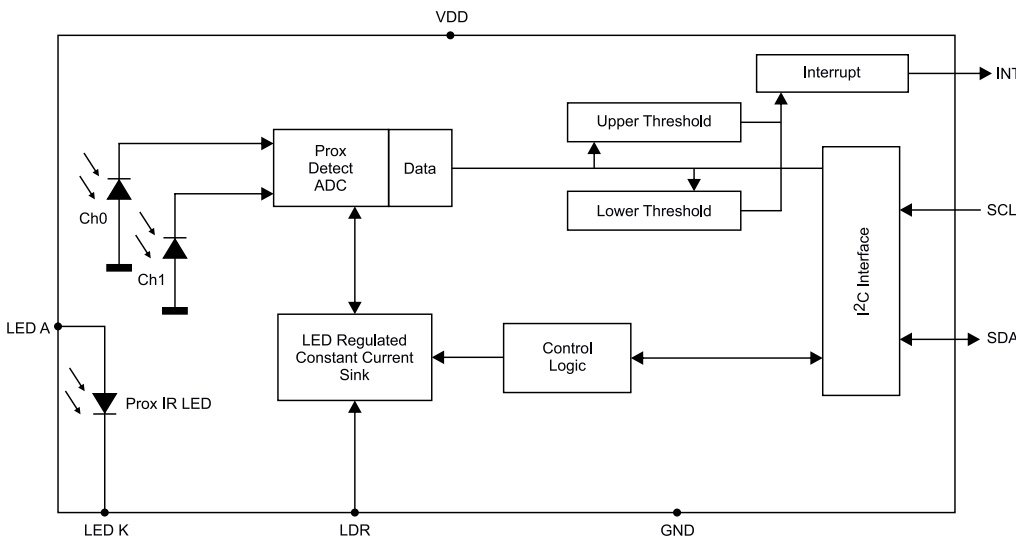 VDD
Interrupt
INT
Upper Threshold
Prox
Detect
ADC
Data
Ch0
Lower Threshold
SCL
Ch1
I²C Interface
LED A
LED Regulated
Constant Current
Sink
Control
Logic
SDA
Prox IR LED
LED K
LDR
GND